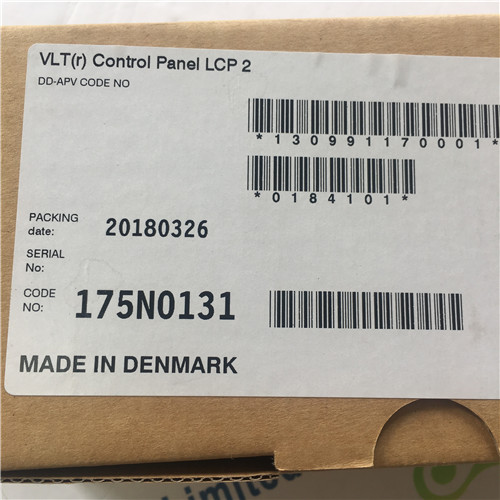 VLT(r) Control Panel LCP 2
DD-APV CODE NO
*130991170001*
*0184101*
PACKING
date: 20180326
SERIAL
No:
CODE
NO: 175N0131
MADE IN DENMARK
Limited